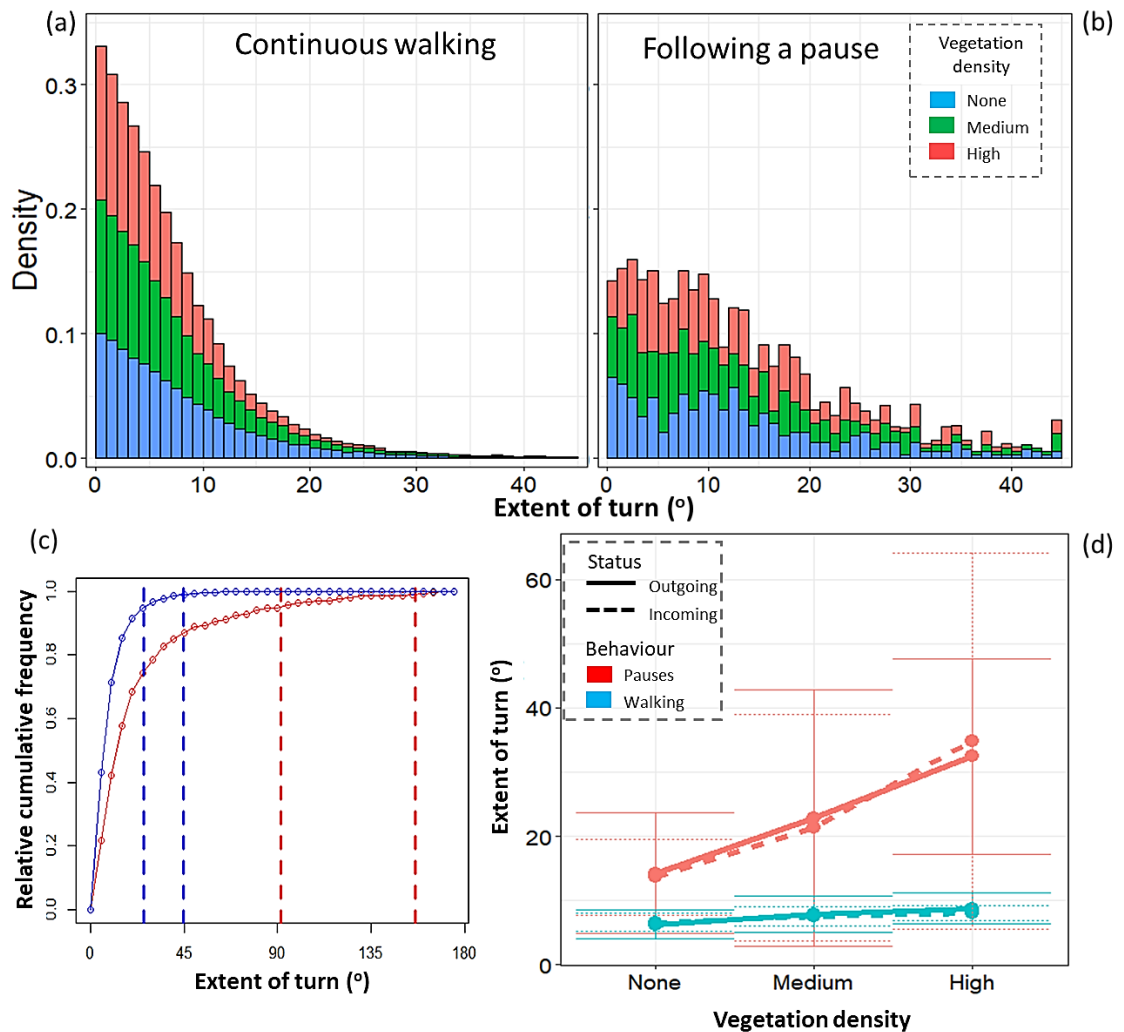 (a)
Continuous walking
Following a pause
(b)
Vegetation
density
None
Medium
High
Density
0.3
0.2
0.1
0.0
0
10
20
30
40
0
10
20
30
40
Extent of turn (o)
(c)
Relative cumulative frequency
1.0
0.8
0.6
0.4
0.2
0.0
0
45
90
135
180
Extent of turn (o)
(d)
Status
Outgoing
Incoming
Behaviour
Pauses
Walking
Extent of turn (o)
60
40
20
0
None
Medium
High
Vegetation density